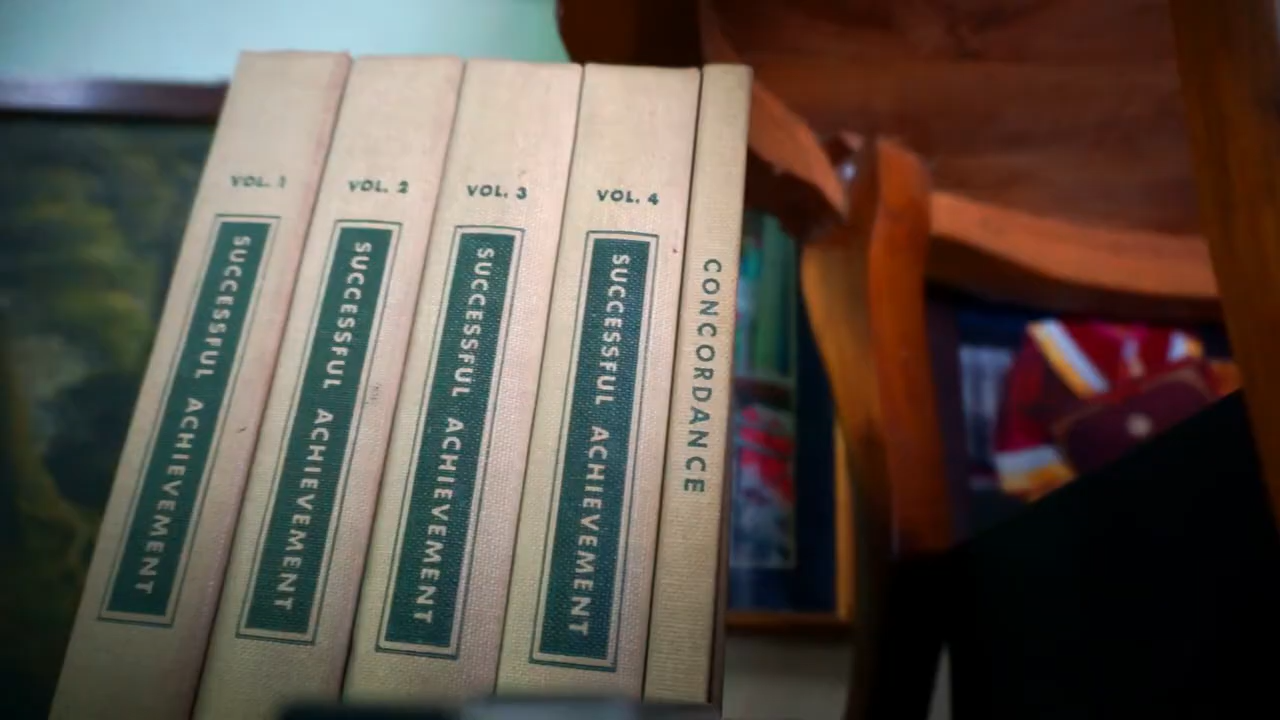 VOL. 1
SUCCESSFUL ACHIEVEMENT
VOL. 2
SUCCESSFUL ACHIEVEMENT
VOL. 3
SUCCESSFUL ACHIEVEMENT
VOL. 4
SUCCESSFUL ACHIEVEMENT
CONCORDANCE